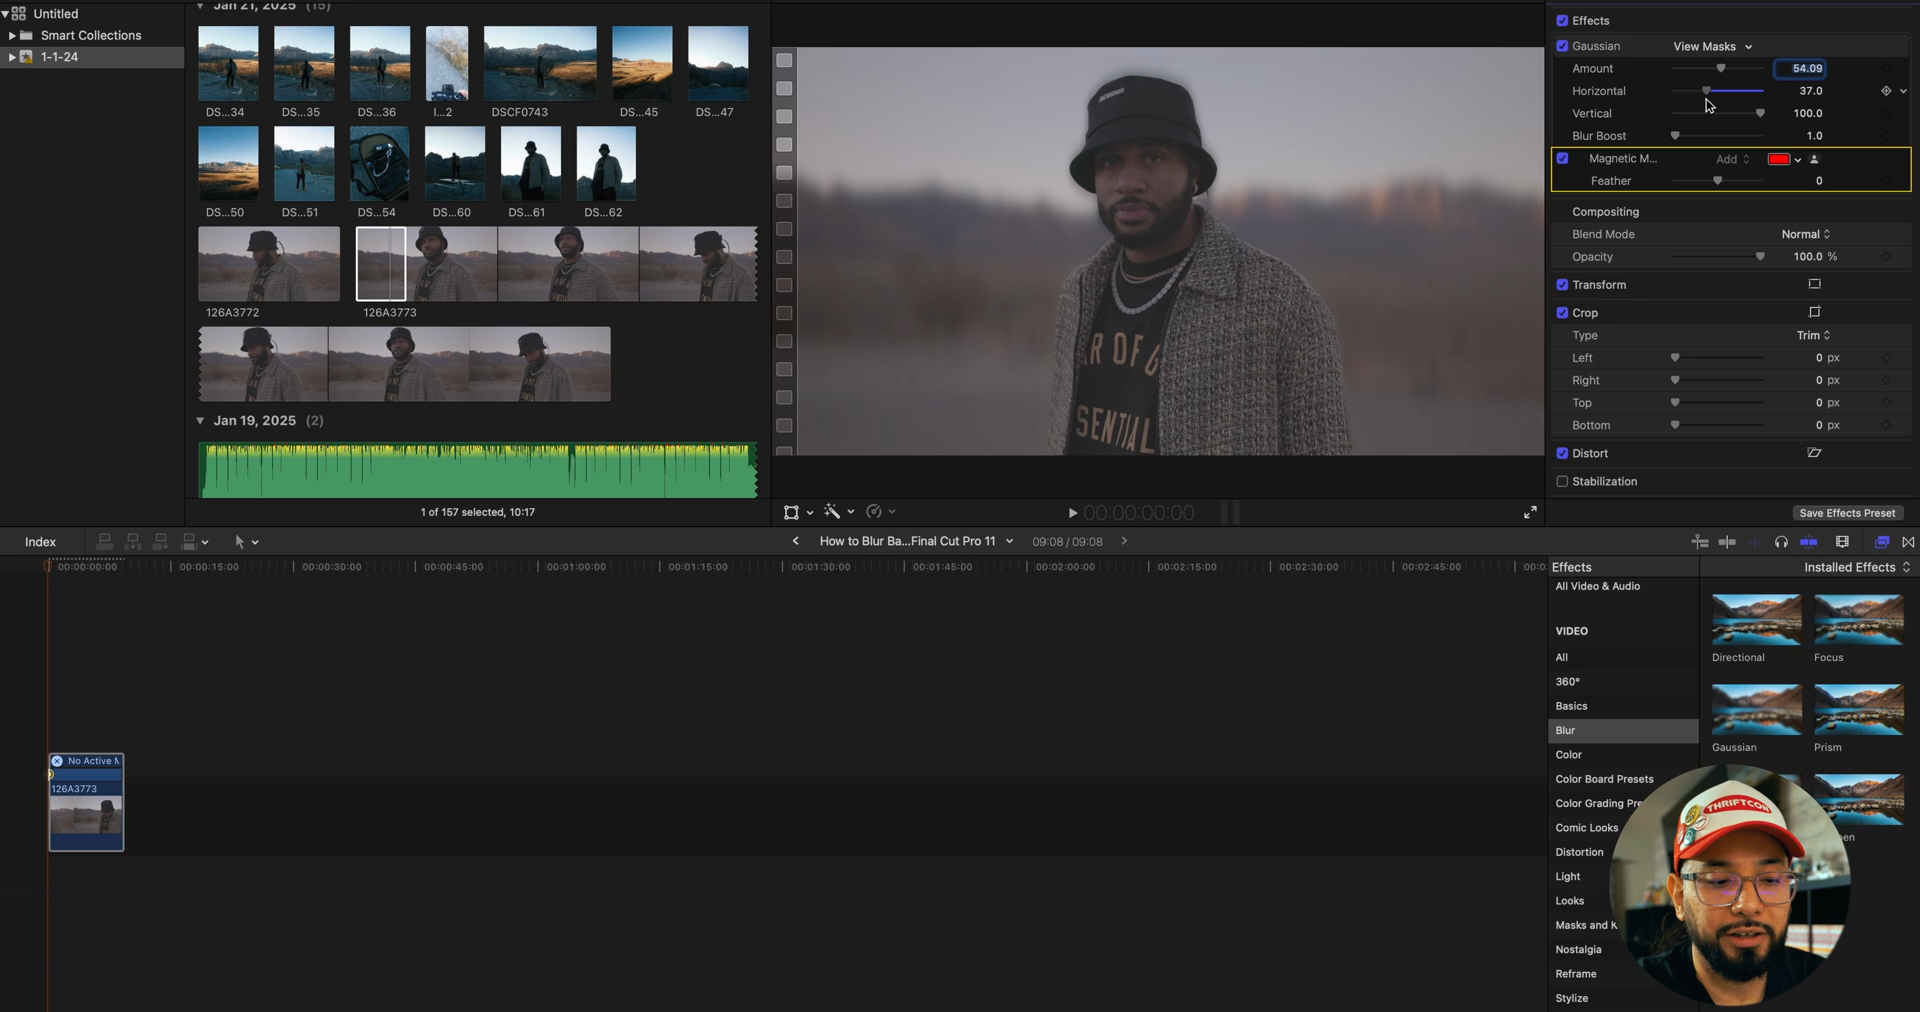 Untitled
Smart Collections
1-1-24
Jan 21, 2025 (15)
DS...34
DS...35
DS...36
I...2
DSCF0743
DS...45
DS...47
DS...50
DS...51
DS...54
DS...60
DS...61
DS...62
126A3772
126A3773
Jan 19, 2025 (2)
1 of 157 selected, 10:17
R OF G
SENTIAL
00:00:00:00
Effects
Gaussian
View Masks
Amount
54.09
Horizontal
37.0
Vertical
100.0
Blur Boost
1.0
Magnetic M...
Add
Feather
0
Compositing
Blend Mode
Normal
Opacity
100.0 %
Transform
Crop
Type
Trim
Left
0 px
Right
0 px
Top
0 px
Bottom
0 px
Distort
Stabilization
Save Effects Preset
Index
How to Blur Ba...Final Cut Pro 11
09:08 / 09:08
00:00:00:00
00:00:15:00
00:00:30:00
00:00:45:00
00:01:00:00
00:01:15:00
00:01:30:00
00:01:45:00
00:02:00:00
00:02:15:00
00:02:30:00
00:02:45:00
00:0
No Active M
126A3773
Effects
Installed Effects
All Video & Audio
VIDEO
All
360°
Basics
Blur
Color
Color Board Presets
Color Grading Pre
Comic Looks
Distortion
Light
Looks
Masks and K
Nostalgia
Reframe
Stylize
Directional
Focus
Gaussian
Prism
en
THRIFTCON